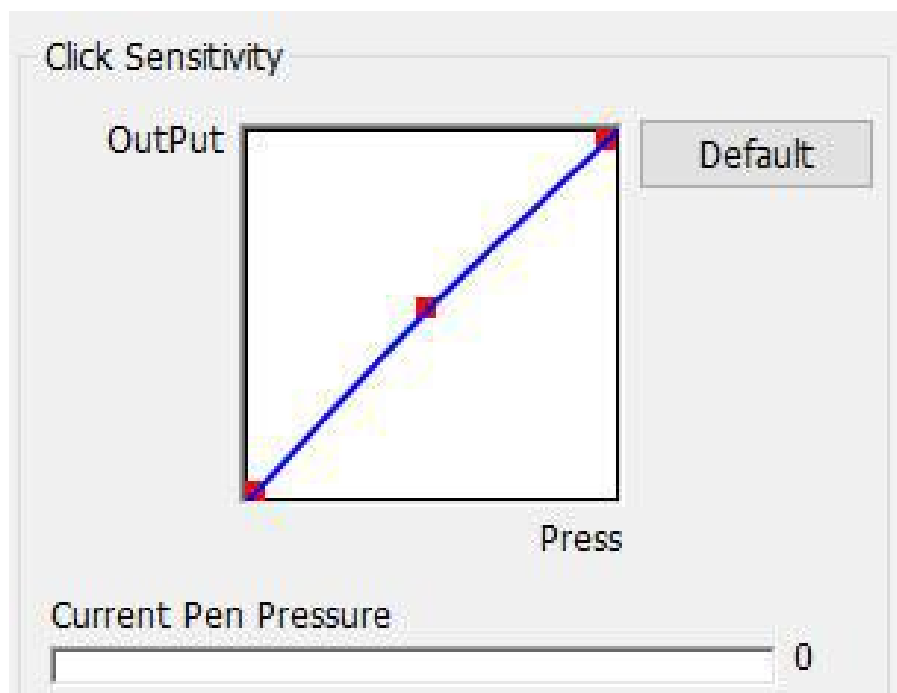 Click Sensitivity
OutPut
Default
Press
Current Pen Pressure
0